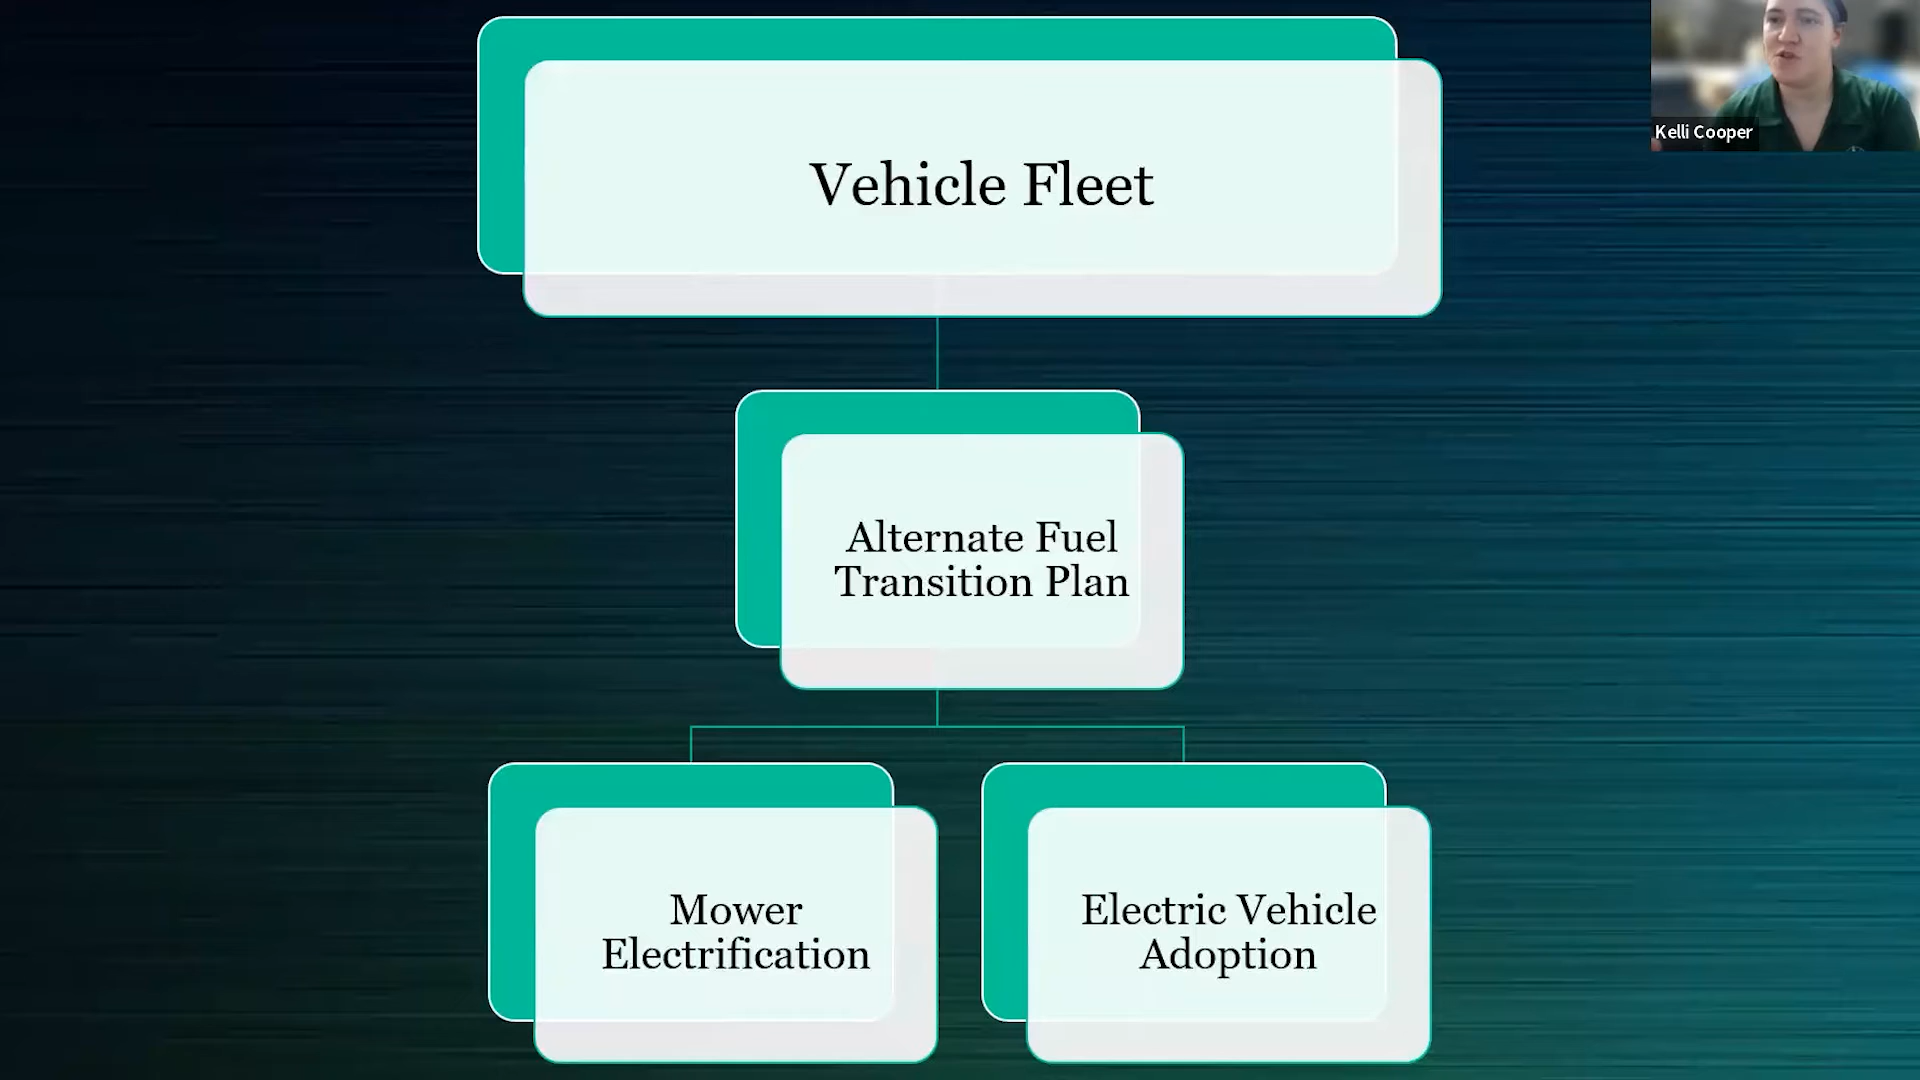 Vehicle Fleet
Kelli Cooper
Alternate Fuel
Transition Plan
Mower
Electrification
Electric Vehicle
Adoption